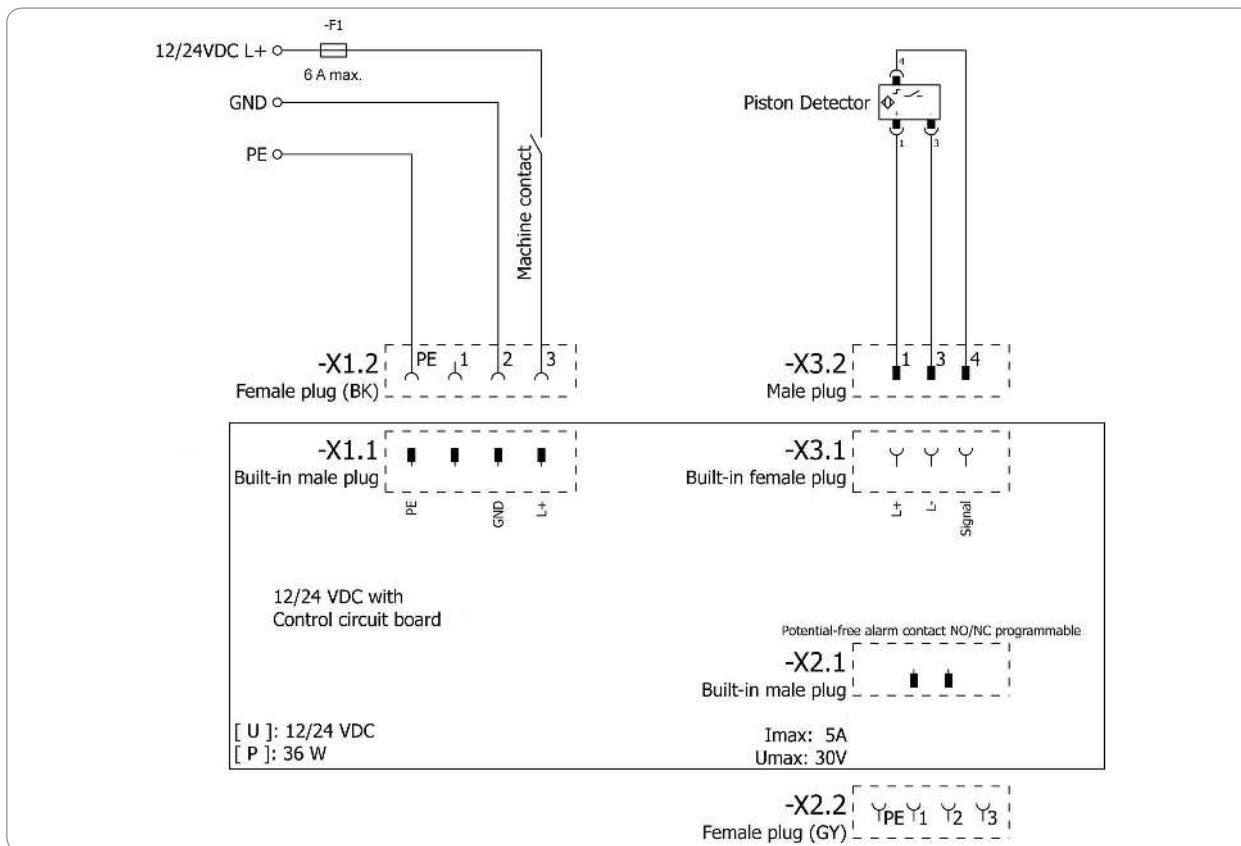 -F1
12/24VDC L+
6 A max.
GND
PE
Machine contact
4
Piston Detector
+ -
1 3
-X1.2
PE 1 2 3
Female plug (BK)
-X3.2
1 3 4
Male plug
-X1.1
Built-in male plug
PE GND L+
-X3.1
Built-in female plug
L+ L- Signal
12/24 VDC with
Control circuit board
Potential-free alarm contact NO/NC programmable
-X2.1
Built-in male plug
[ U ]: 12/24 VDC
[ P ]: 36 W
Imax: 5A
Umax: 30V
-X2.2
PE 1 2 3
Female plug (GY)